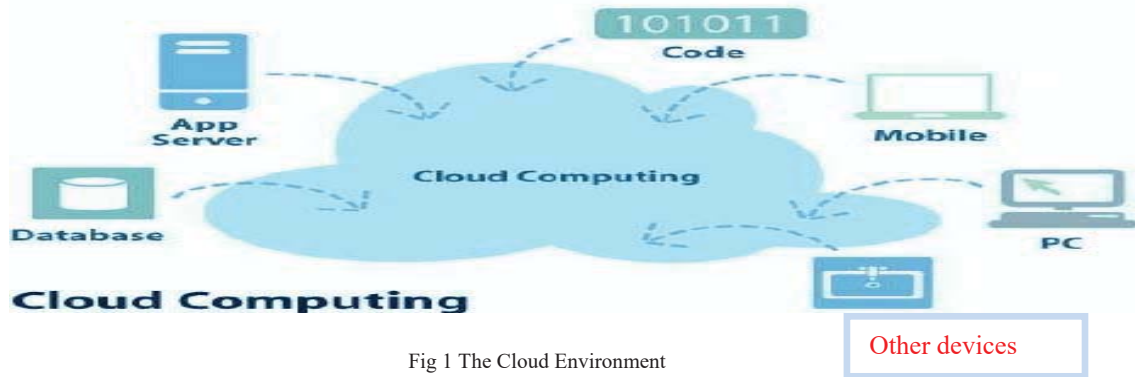 101011
Code
App
Server
Mobile
Cloud Computing
Database
PC
Cloud Computing
Other devices
Fig 1 The Cloud Environment